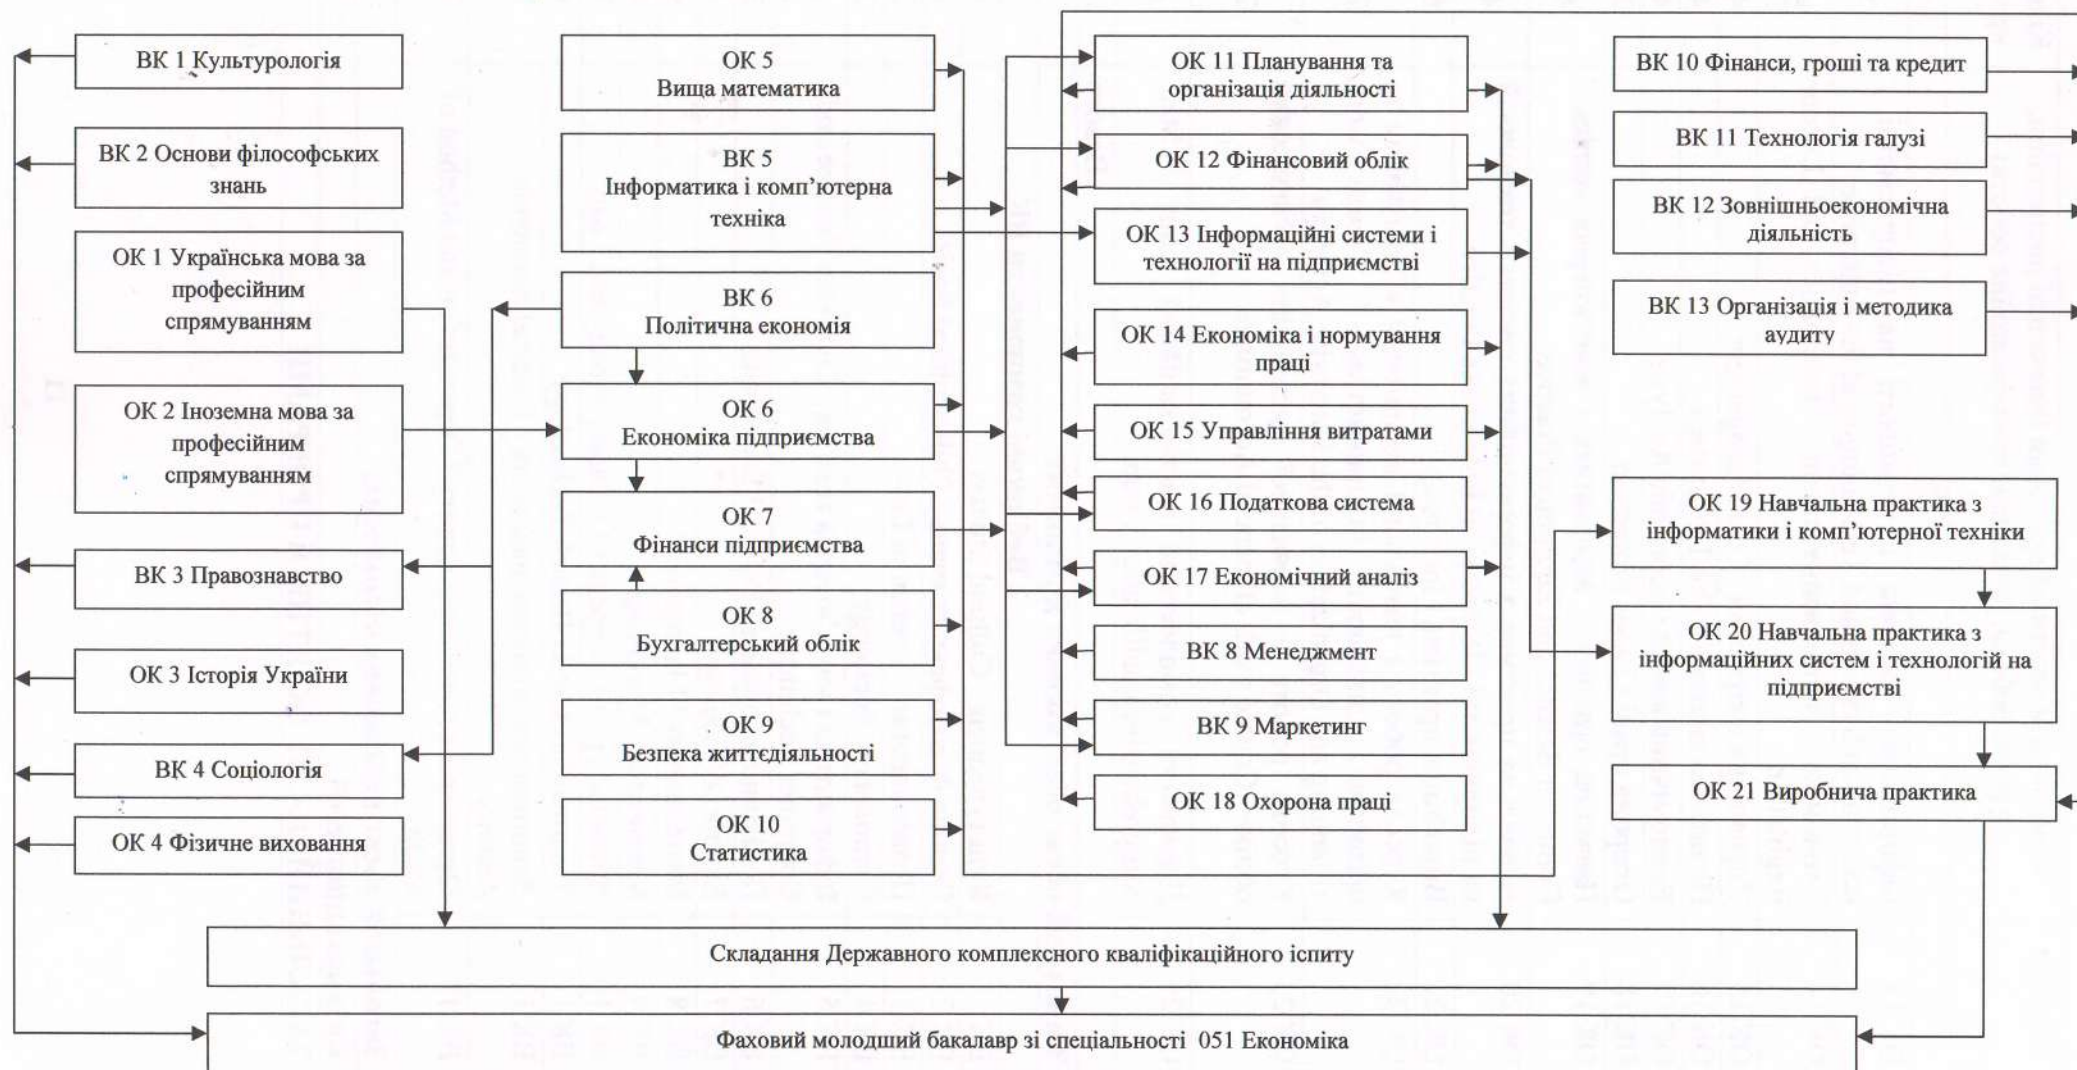 ВК 1 Культурологія
ВК 2 Основи філософських
знань
ОК 1 Українська мова за
професійним
спрямуванням
ОК 2 Іноземна мова за
професійним
спрямуванням
ВК 3 Правознавство
ОК 3 Історія України
ВК 4 Соціологія
ОК 4 Фізичне виховання
ОК 5
Вища математика
ВК 5
Інформатика і комп’ютерна
техніка
ВК 6
Політична економія
ОК 6
Економіка підприємства
ОК 7
Фінанси підприємства
ОК 8
Бухгалтерський облік
ОК 9
Безпека життєдіяльності
ОК 10
Статистика
ОК 11 Планування та
організація діяльності
ОК 12 Фінансовий облік
ОК 13 Інформаційні системи і
технології на підприємстві
ОК 14 Економіка і нормування
праці
ОК 15 Управління витратами
ОК 16 Податкова система
ОК 17 Економічний аналіз
ВК 8 Менеджмент
ВК 9 Маркетинг
ОК 18 Охорона праці
ВК 10 Фінанси, гроші та кредит
ВК 11 Технологія галузі
ВК 12 Зовнішньоекономічна
діяльність
ВК 13 Організація і методика
аудиту
ОК 19 Навчальна практика з
інформатики і комп’ютерної техніки
ОК 20 Навчальна практика з
інформаційних систем і технологій на
підприємстві
ОК 21 Виробнича практика
Складання Державного комплексного кваліфікаційного іспиту
Фаховий молодший бакалавр зі спеціальності 051 Економіка